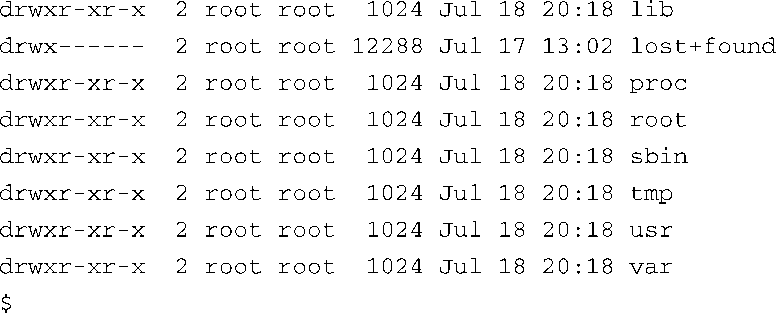 drwxr-xr-x  2 root root  1024 Jul 18 20:18 lib
drwx------  2 root root 12288 Jul 17 13:02 lost+found
drwxr-xr-x  2 root root  1024 Jul 18 20:18 proc
drwxr-xr-x  2 root root  1024 Jul 18 20:18 root
drwxr-xr-x  2 root root  1024 Jul 18 20:18 sbin
drwxr-xr-x  2 root root  1024 Jul 18 20:18 tmp
drwxr-xr-x  2 root root  1024 Jul 18 20:18 usr
drwxr-xr-x  2 root root  1024 Jul 18 20:18 var
$